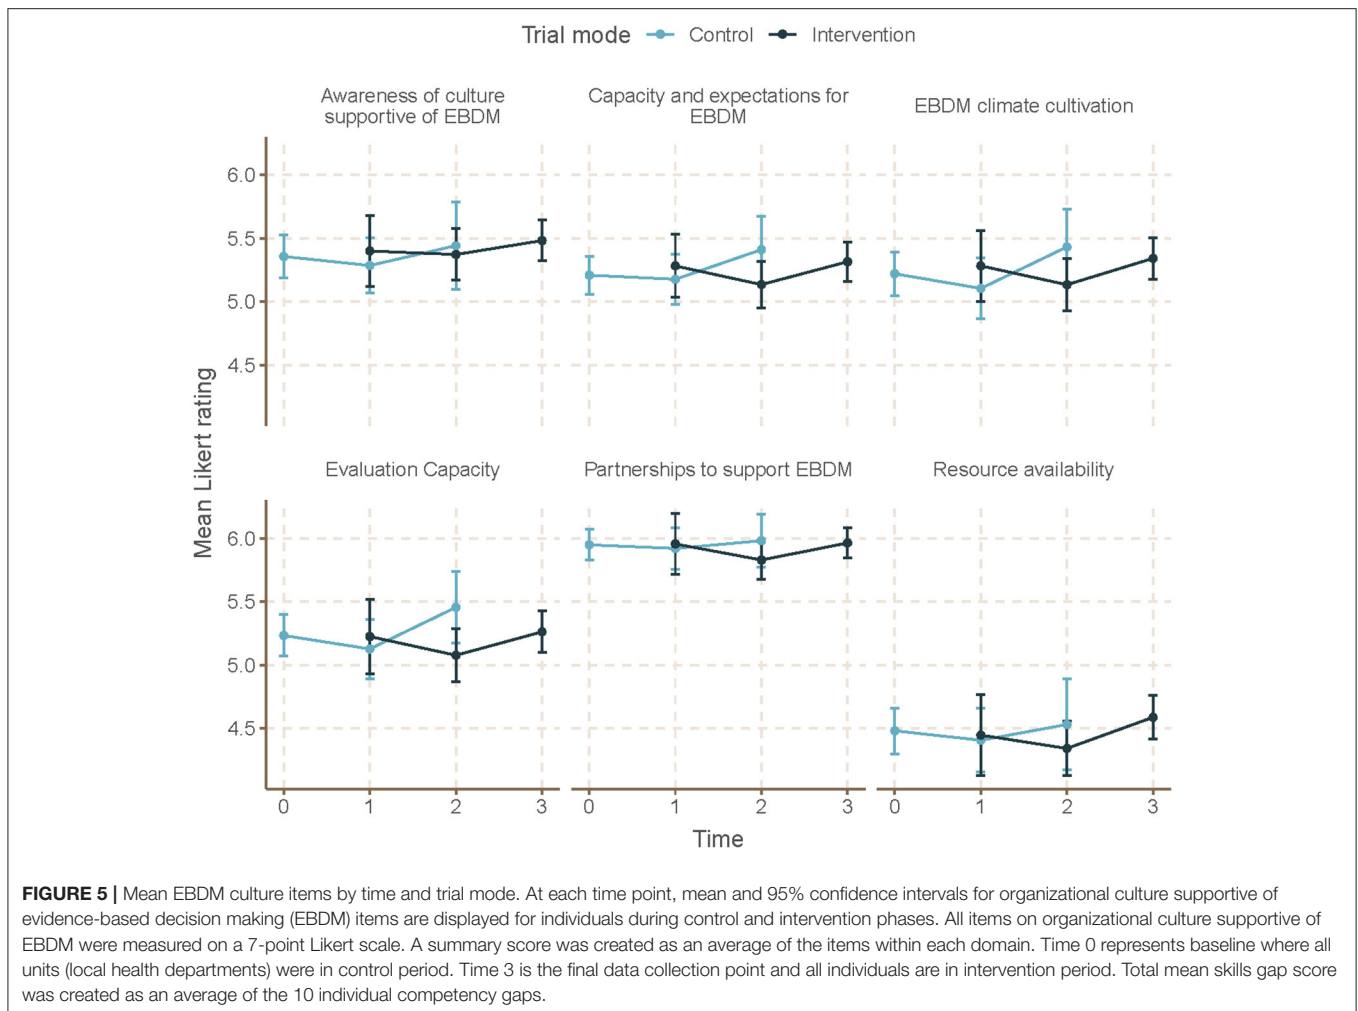 Trial mode Control Intervention
Awareness of culture
supportive of EBDM
Capacity and expectations for
EBDM
EBDM climate cultivation
6.0
5.5
5.0
4.5
Mean Likert rating
Evaluation Capacity
Partnerships to support EBDM
Resource availability
6.0
5.5
5.0
4.5
0 1 2 3 0 1 2 3 0 1 2 3
Time
FIGURE 5 | Mean EBDM culture items by time and trial mode. At each time point, mean and 95% confidence intervals for organizational culture supportive of
evidence-based decision making (EBDM) items are displayed for individuals during control and intervention phases. All items on organizational culture supportive of
EBDM were measured on a 7-point Likert scale. A summary score was created as an average of the items within each domain. Time 0 represents baseline where all
units (local health departments) were in control period. Time 3 is the final data collection point and all individuals are in intervention period. Total mean skills gap score
was created as an average of the 10 individual competency gaps.